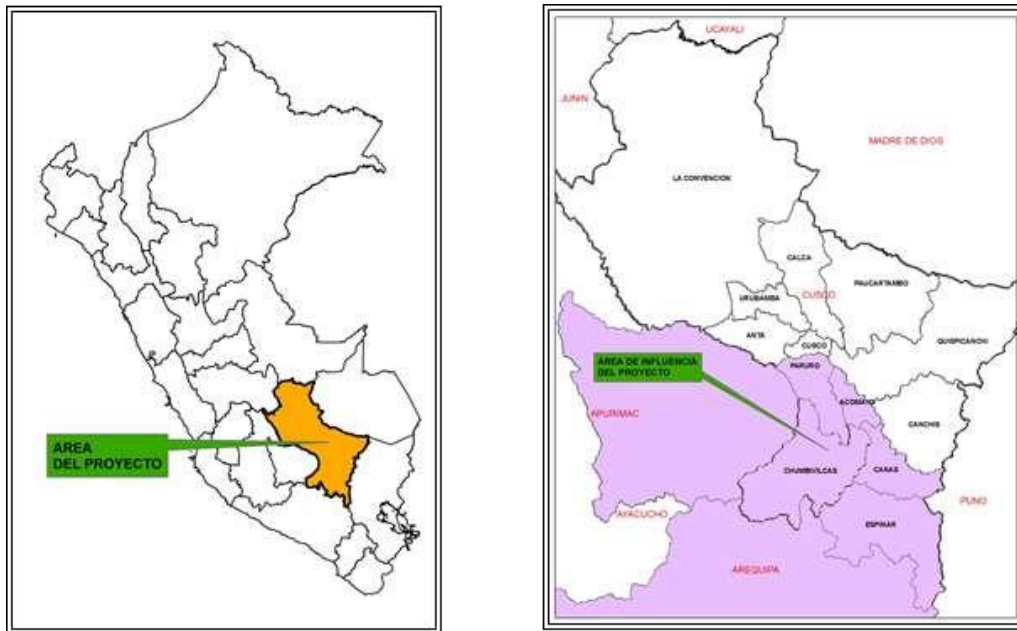 AREA
DEL PROYECTO
UCAYALI
JUNIN
MADRE DE DIOS
LA CONVENCION
CALCA
PAUCARTAMBO
URUBAMBA
CUSCO
ANTA
CUSCO
QUISPICANCHI
AREA DE INFLUENCIA
DEL PROYECTO
PARURO
ACOMAYO
APURIMAC
CANCHIS
CHUMBIVILCAS
CANAS
PUNO
AYACUCHO
ESPINAR
AREQUIPA